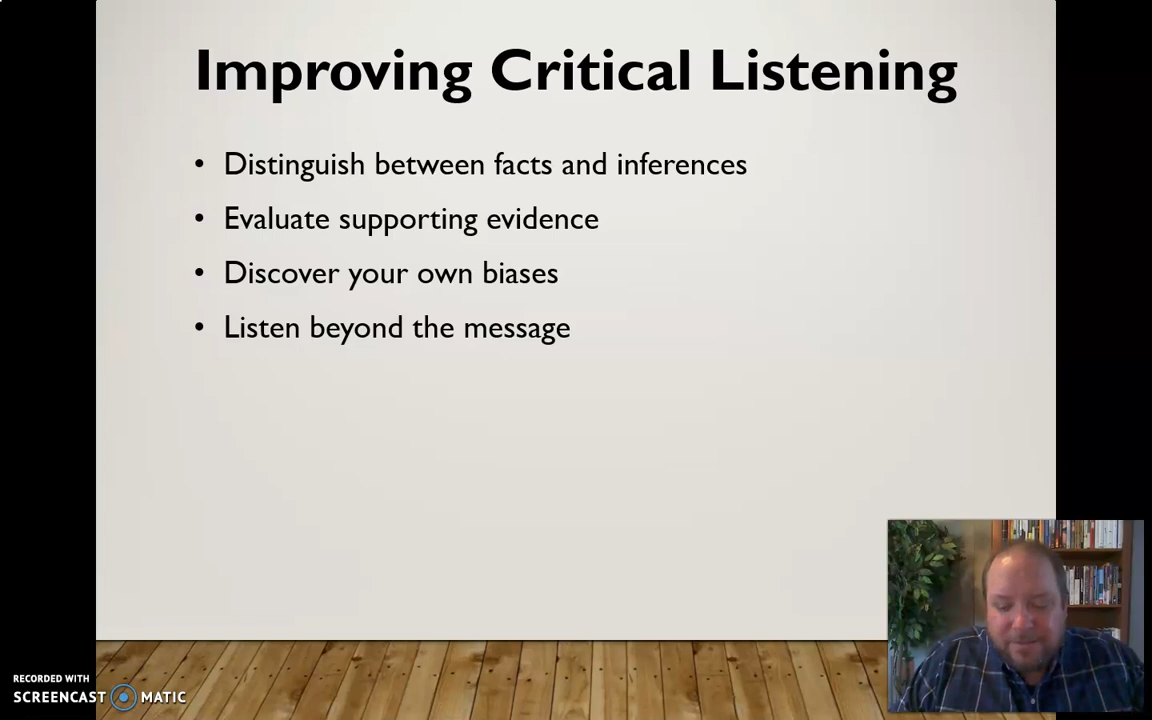 Improving Critical Listening
• Distinguish between facts and inferences
• Evaluate supporting evidence
• Discover your own biases
• Listen beyond the message
RECORDED WITH
SCREENCAST MATIC